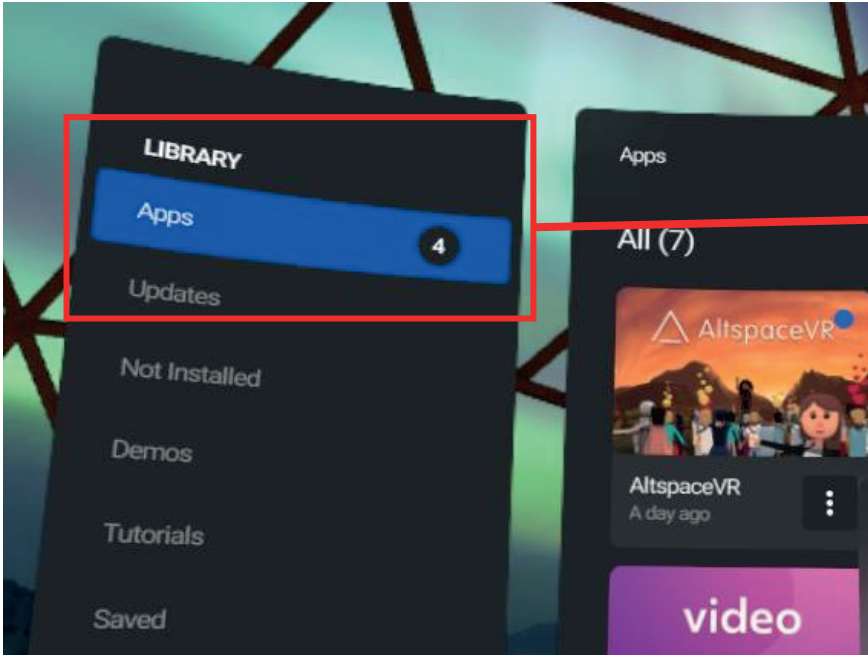 LIBRARY
Apps
4
Updates
Not Installed
Demos
Tutorials
Saved
Apps
All (7)
AltspaceVR
AltspaceVR
A day ago
video